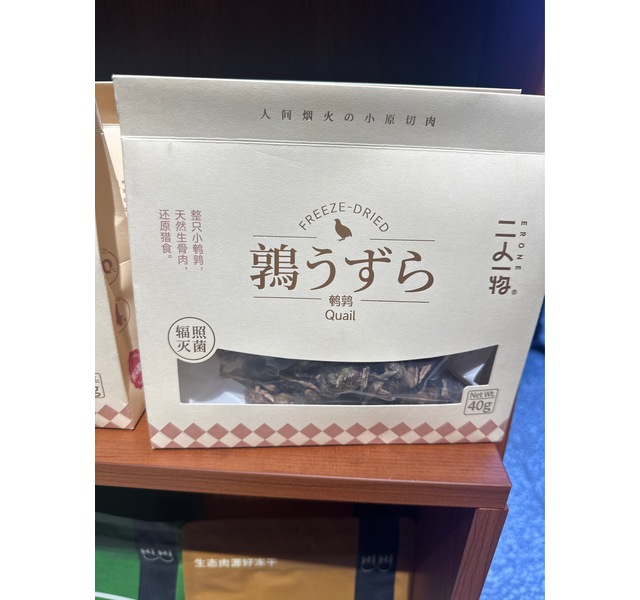 人间烟火の小原切肉
FREEZE-DRIED
鶉うずら
鹌鹑
Quail
整只小鹌鹑，
天然生骨肉，
还原猎食。
二人一物
ERONE
®
辐照
灭菌
Net Wt.
40g
生态肉源好冻干